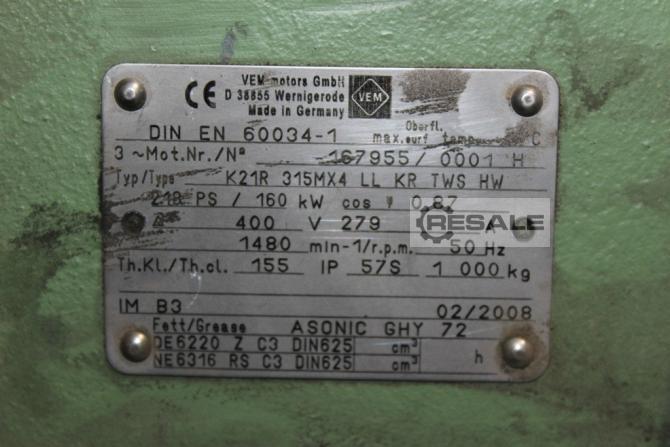 CE
VEM motors GmbH
D 38855 Wernigerode
Made in Germany
VEM
DIN EN 60034-1 Oberfl. max.surf temp. C
3 ~Mot.Nr./Nº 167955/0001 H
Typ/Type K21R 315MX4 LL KR TWS HW
218 PS / 160 kW cos φ 0,87
400 V 279 A
RESALE
1480 min-1/r.p.m. 50 Hz
Th.Kl./Th.cl. 155 IP 57S 1 000kg
IM B3 02/2008
Fett/Grease ASONIC GHY 72
DE6220 Z C3 DIN625 cm³
NE6316 RS C3 DIN625 cm³ h